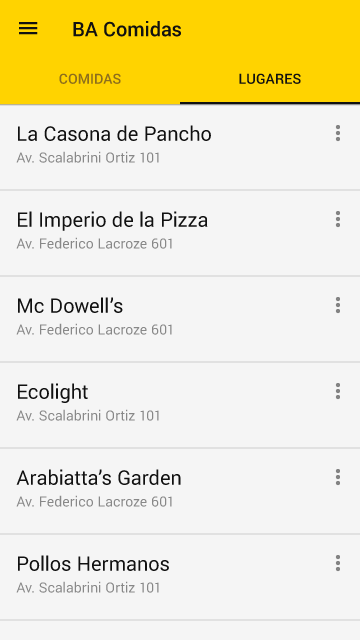 BA Comidas
COMIDAS
LUGARES
La Casona de Pancho
Av. Scalabrini Ortiz 101
El Imperio de la Pizza
Av. Federico Lacroze 601
Mc Dowell’s
Av. Federico Lacroze 601
Ecolight
Av. Scalabrini Ortiz 101
Arabiatta’s Garden
Av. Federico Lacroze 601
Pollos Hermanos
Av. Scalabrini Ortiz 101